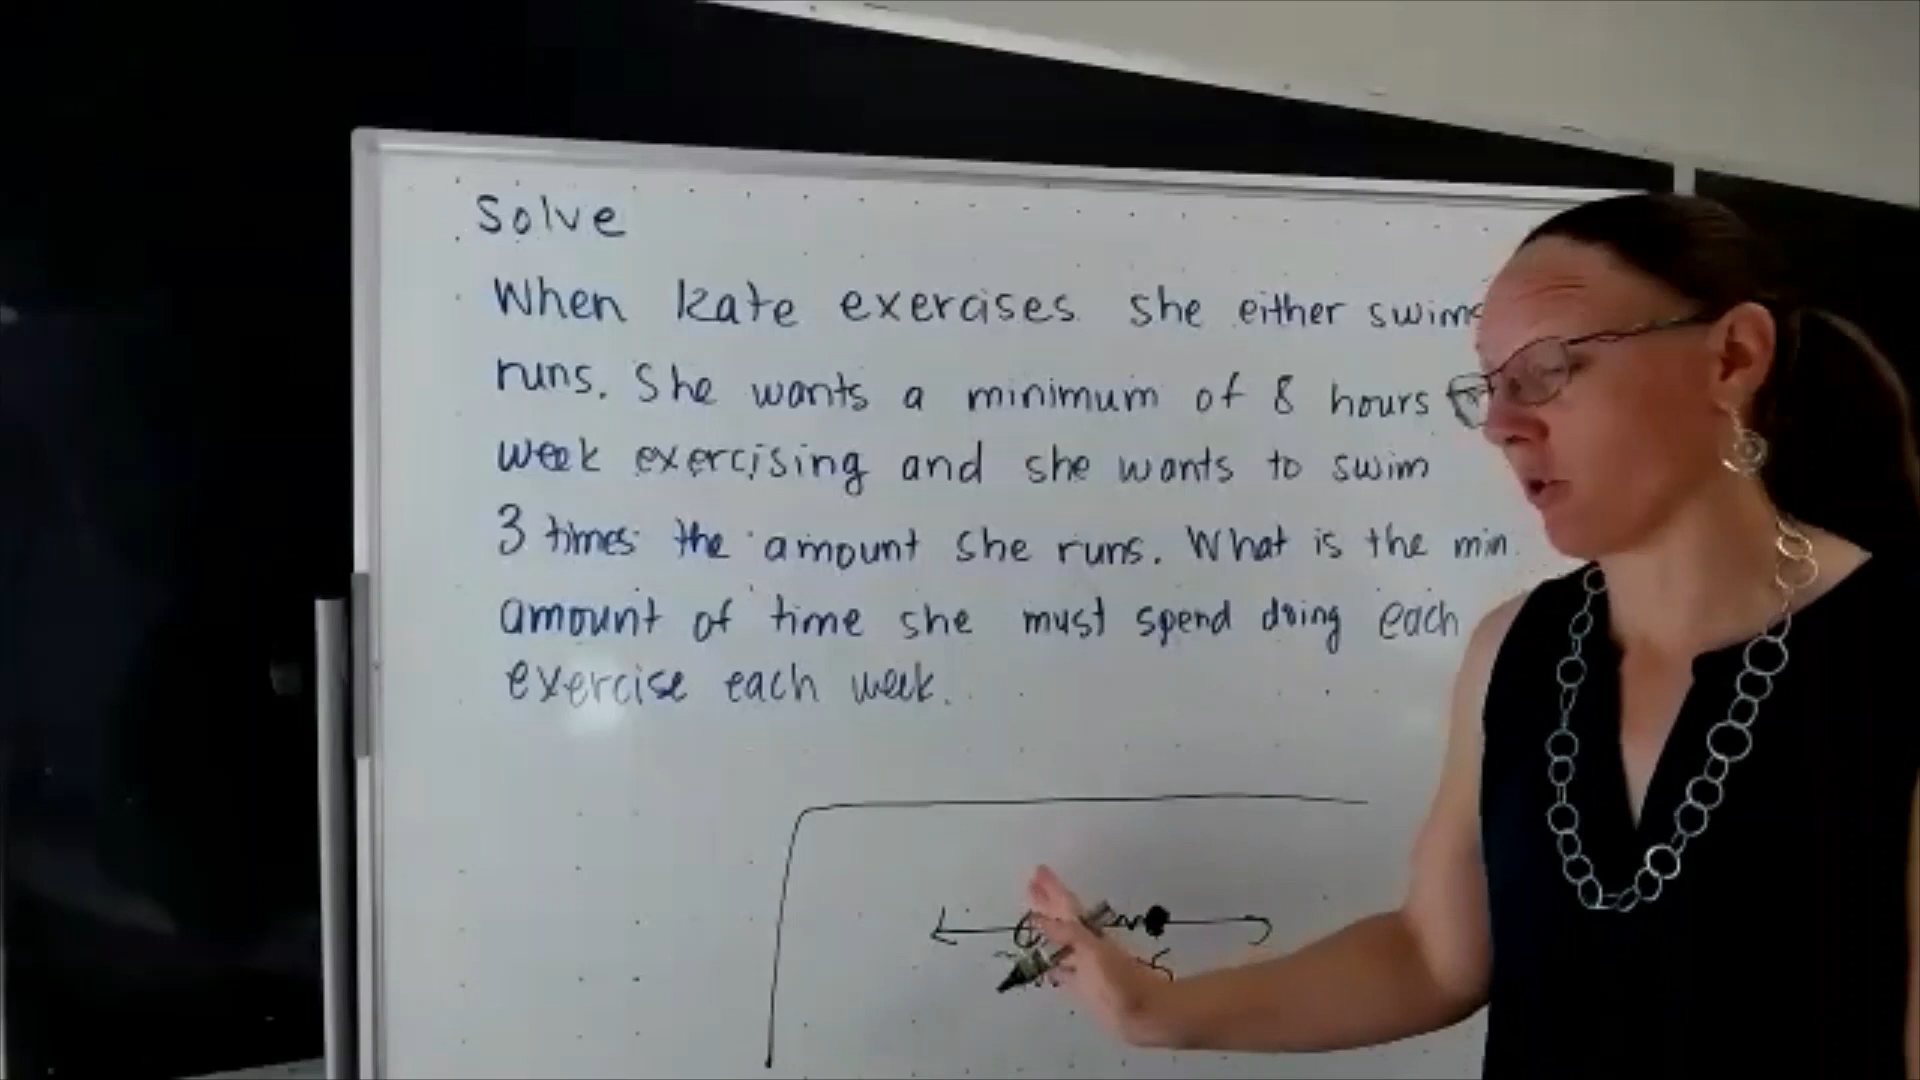 Solve
When Kate exercises she either swims
runs. She wants a minimum of 8 hours
week exercising and she wants to swim
3 times the amount she runs. What is the min.
amount of time she must spend doing each
exercise each week.